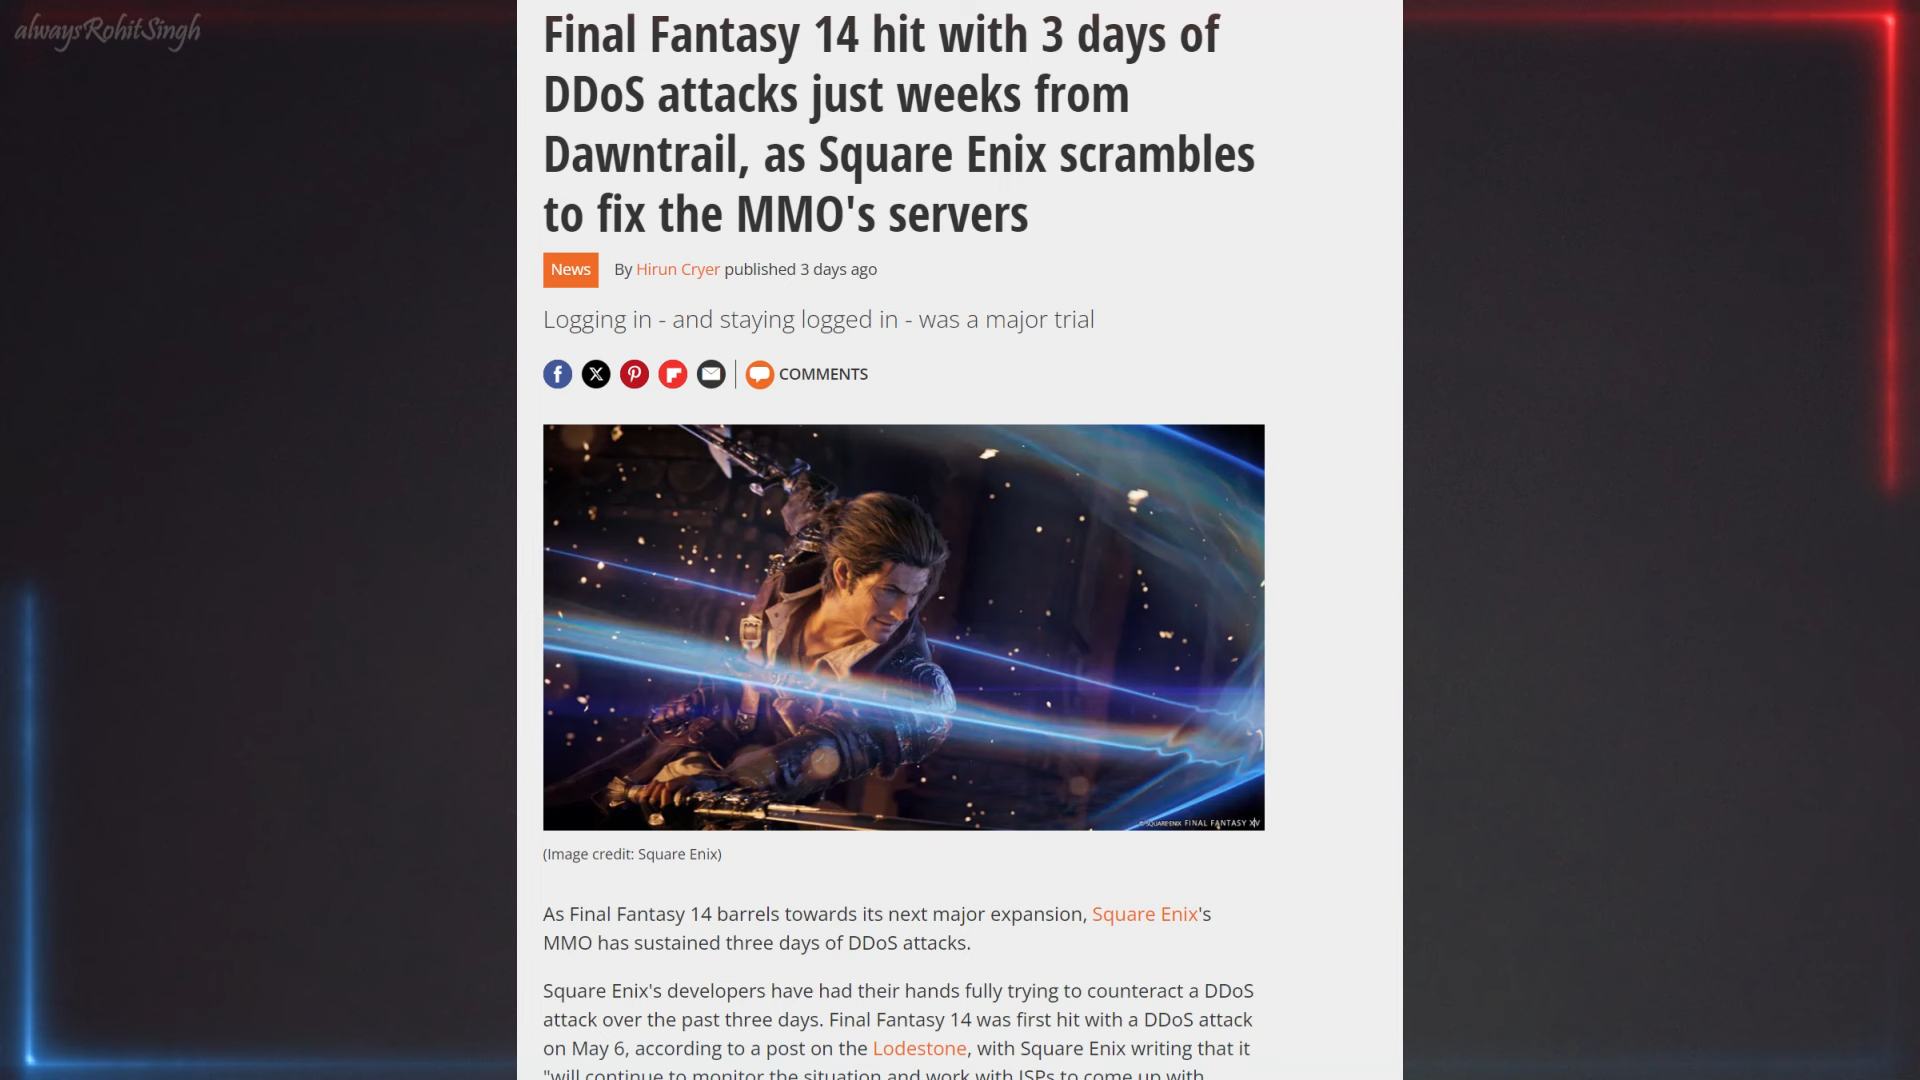 alwaysRohitSingh
Final Fantasy 14 hit with 3 days of
DDoS attacks just weeks from
Dawntrail, as Square Enix scrambles
to fix the MMO's servers
News By Hirun Cryer published 3 days ago
Logging in - and staying logged in - was a major trial
COMMENTS
© SQUARE ENIX FINAL FANTASY XIV
(Image credit: Square Enix)
As Final Fantasy 14 barrels towards its next major expansion, Square Enix's
MMO has sustained three days of DDoS attacks.
Square Enix's developers have had their hands fully trying to counteract a DDoS
attack over the past three days. Final Fantasy 14 was first hit with a DDoS attack
on May 6, according to a post on the Lodestone, with Square Enix writing that it
"will continue to monitor the situation and work with ISPs to come up with